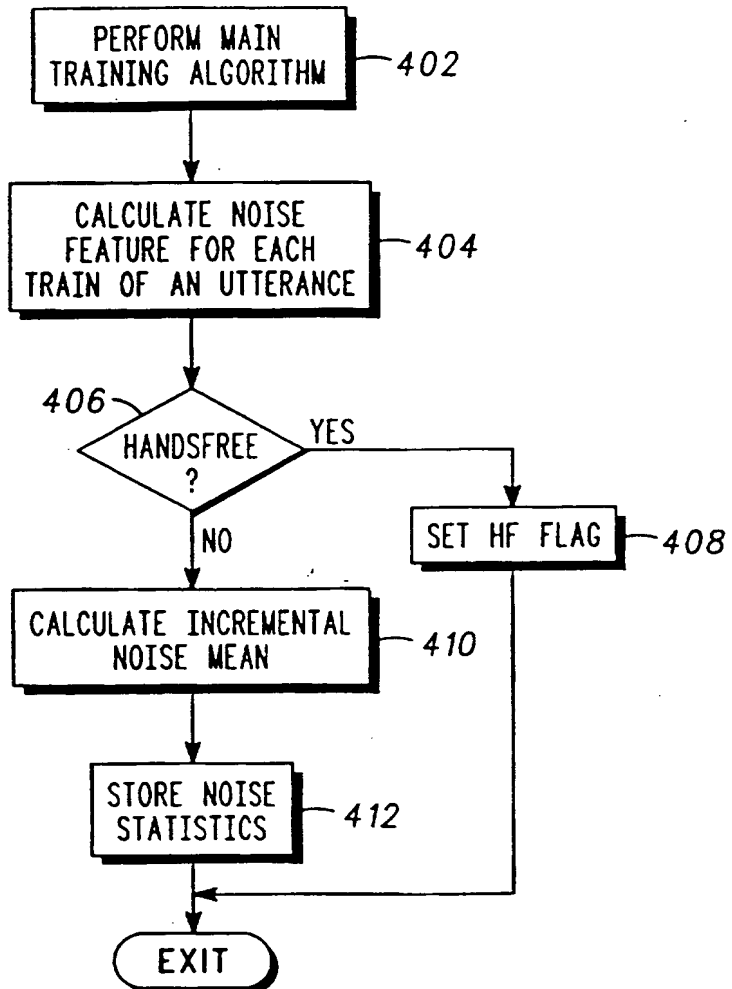 PERFORM MAIN
TRAINING ALGORITHM
402
CALCULATE NOISE
FEATURE FOR EACH
TRAIN OF AN UTTERANCE
404
406
HANDSFREE
?
YES
NO
SET HF FLAG
408
CALCULATE INCREMENTAL
NOISE MEAN
410
STORE NOISE
STATISTICS
412
EXIT